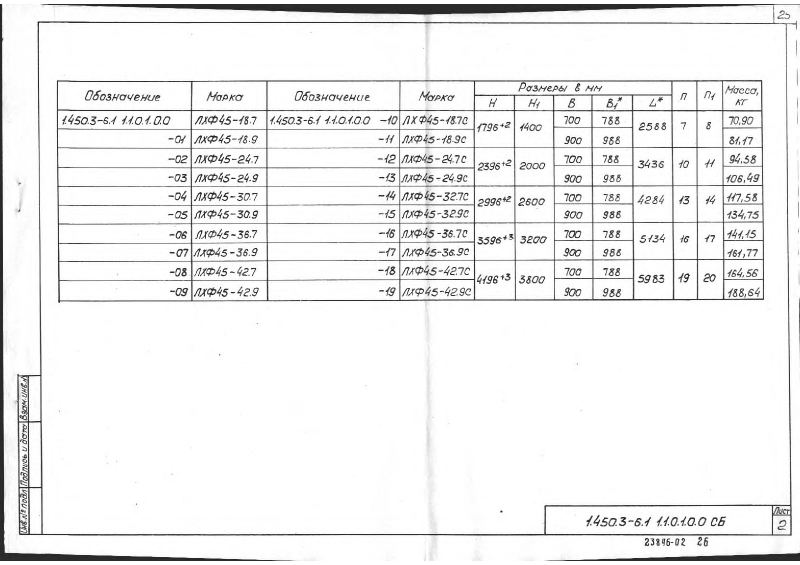 25
Обозначение Марка Обозначение Марка Размеры в мм п п1 Масса, кг
H H1 B B1* L*
1.450.3-6.1 1.1.0.1.0.0 ЛХФ45-18.7 1.450.3-6.1 1.1.0.1.0.0 -10 ЛХФ45-18.7С 1796+2 1400 700 788 2588 7 8 70,90
-01 ЛХФ45-18.9 -11 ЛХФ45-18.9С 900 988 81,17
-02 ЛХФ45-24.7 -12 ЛХФ45-24.7С 2396+2 2000 700 788 3436 10 11 94,58
-03 ЛХФ45-24.9 -13 ЛХФ45-24.9С 900 988 106,49
-04 ЛХФ45-30.7 -14 ЛХФ45-32.7С 2996+2 2600 700 788 4284 13 14 117,58
-05 ЛХФ45-30.9 -15 ЛХФ45-32.9С 900 988 134,75
-06 ЛХФ45-36.7 -16 ЛХФ45-36.7С 3596+3 3200 700 788 5134 16 17 141,15
-07 ЛХФ45-36.9 -17 ЛХФ45-36.9С 900 988 161,77
-08 ЛХФ45-42.7 -18 ЛХФ45-42.7С 4196+3 3800 700 788 5983 19 20 164,56
-09 ЛХФ45-42.9 -19 ЛХФ45-42.9С 900 988 188,64
Инв.№ подл. Подпись и дата Взам.инв.№
1.450.3-6.1 1.1.0.1.0.0 СБ
Лист
2
23846-02 26